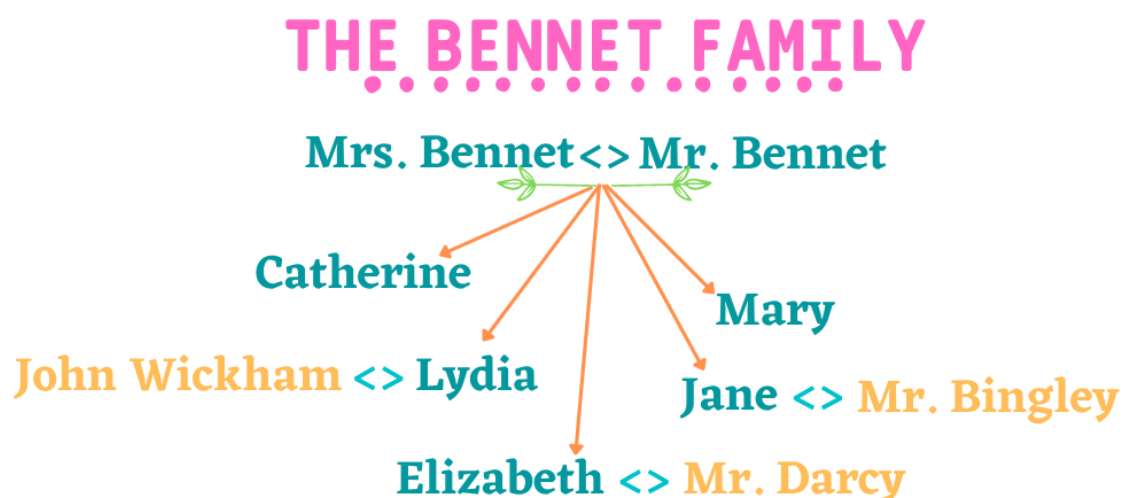 THE BENNET FAMILY
Mrs. Bennet <> Mr. Bennet
Catherine
Mary
John Wickham <> Lydia
Jane <> Mr. Bingley
Elizabeth <> Mr. Darcy